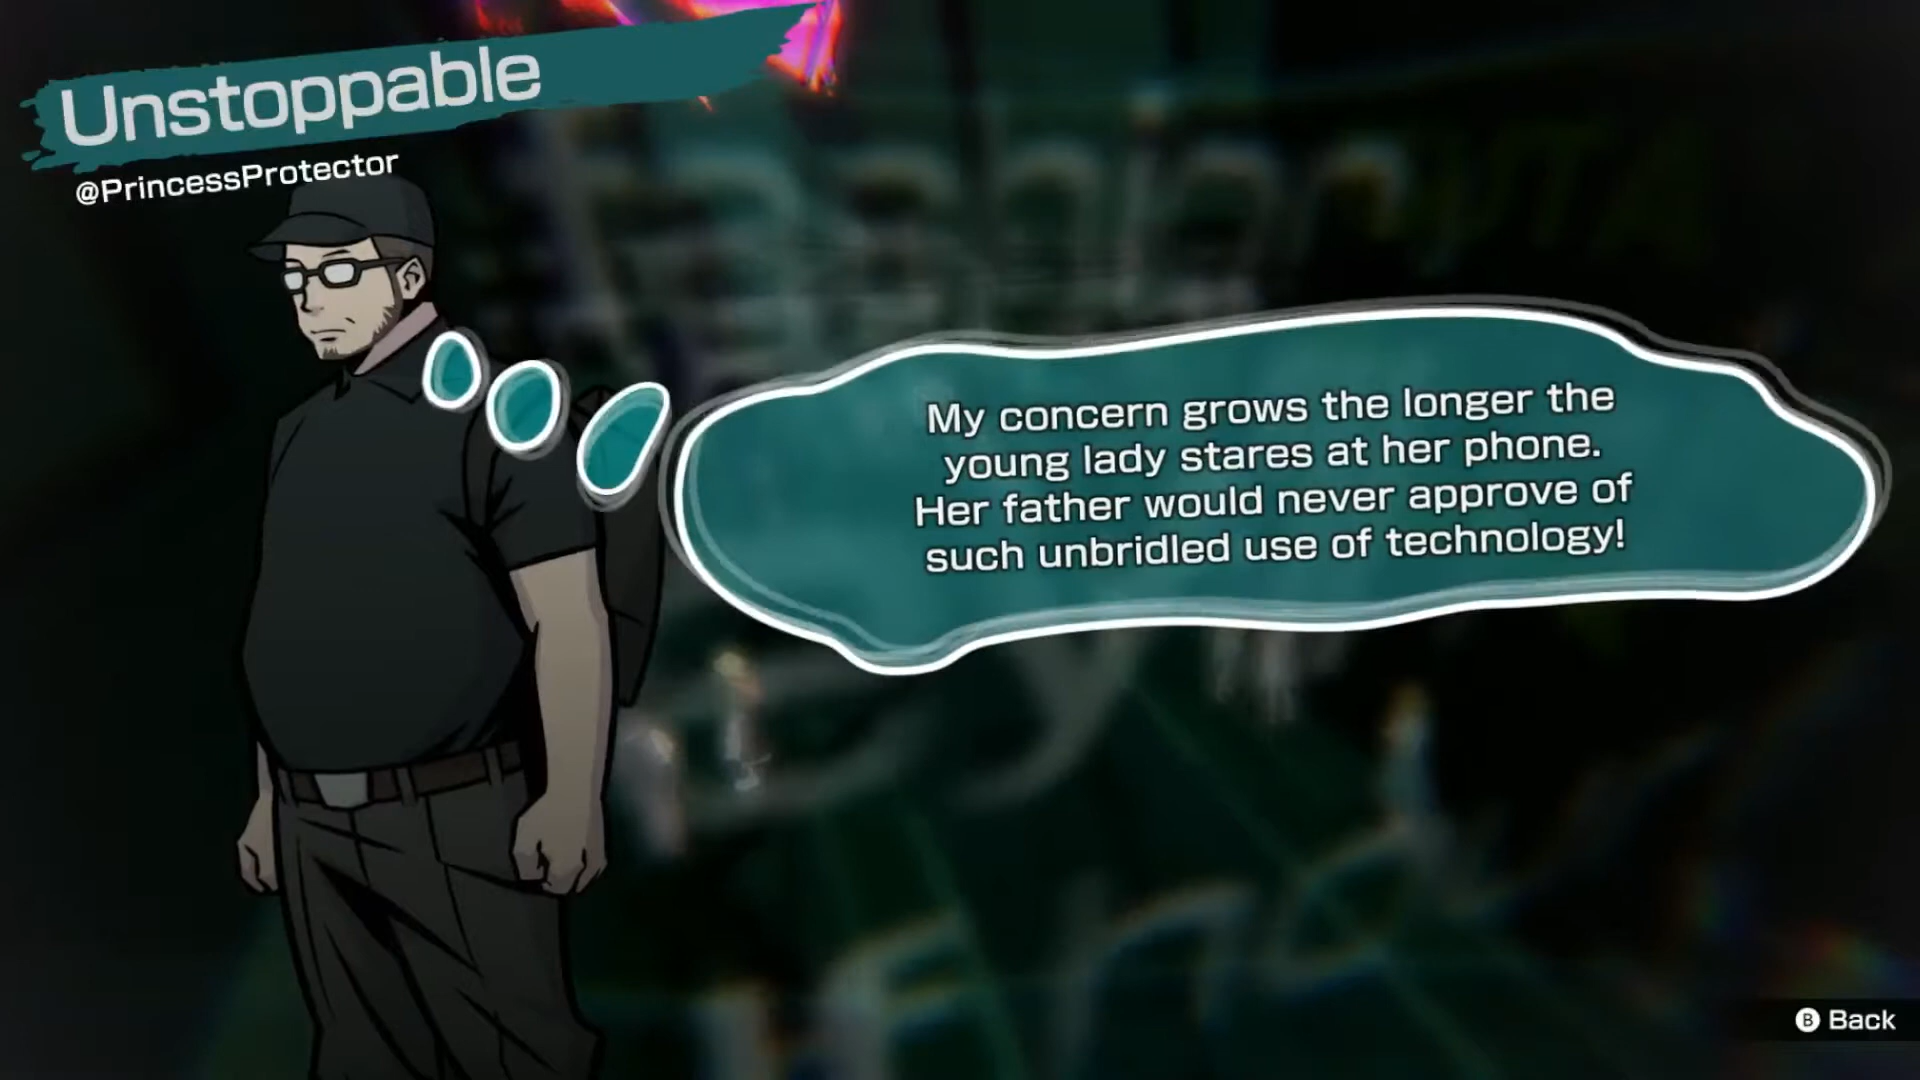 Unstoppable
@PrincessProtector
My concern grows the longer the
young lady stares at her phone.
Her father would never approve of
such unbridled use of technology!
B Back